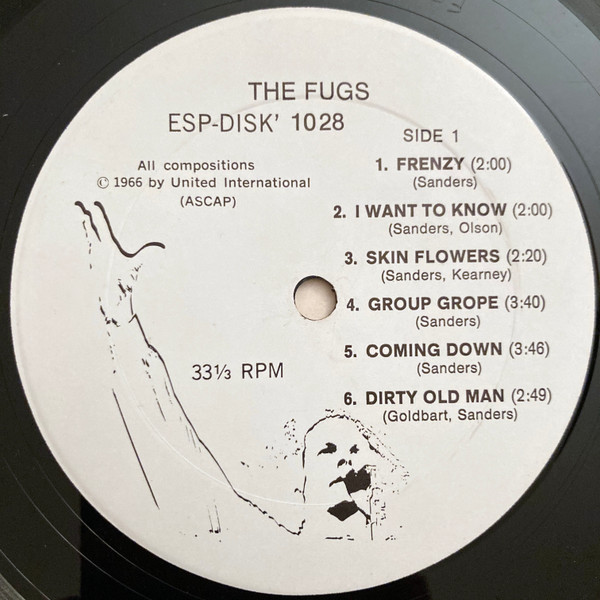 THE FUGS
ESP-DISK' 1028
SIDE 1
All compositions
© 1966 by United International
(ASCAP)
1. FRENZY (2:00)
(Sanders)
2. I WANT TO KNOW (2:00)
(Sanders, Olson)
3. SKIN FLOWERS (2:20)
(Sanders, Kearney)
4. GROUP GROPE (3:40)
(Sanders)
5. COMING DOWN (3:46)
(Sanders)
6. DIRTY OLD MAN (2:49)
(Goldbart, Sanders)
33⅓ RPM